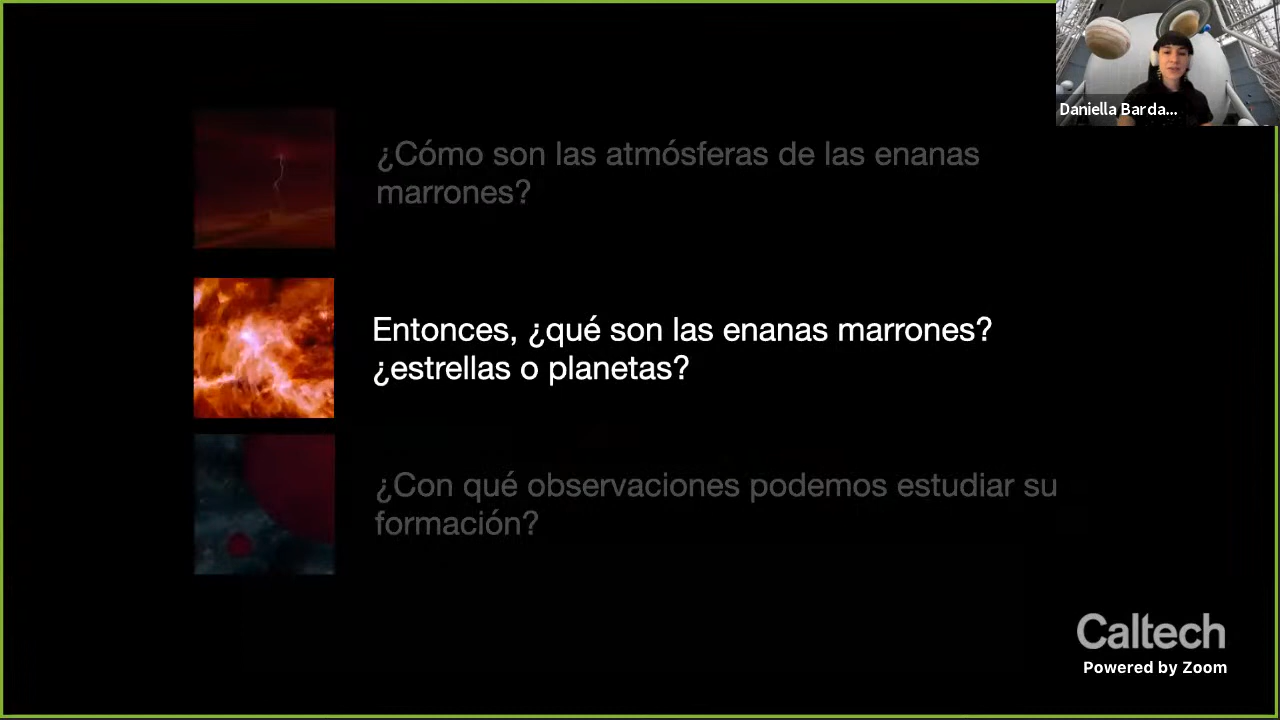 Daniella Barda...
¿Cómo son las atmósferas de las enanas
marrones?
Entonces, ¿qué son las enanas marrones?
¿estrellas o planetas?
¿Con qué observaciones podemos estudiar su
formación?
Caltech
Powered by Zoom